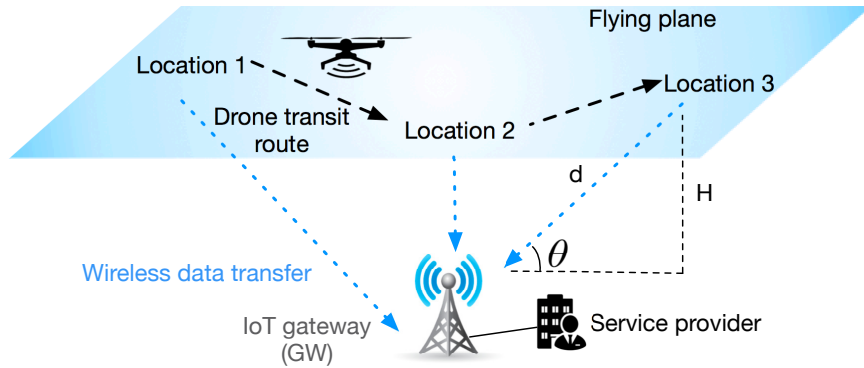 Flying plane
Location 1
Location 3
Drone transit
route
Location 2
d
H
θ
Wireless data transfer
IoT gateway
(GW)
Service provider